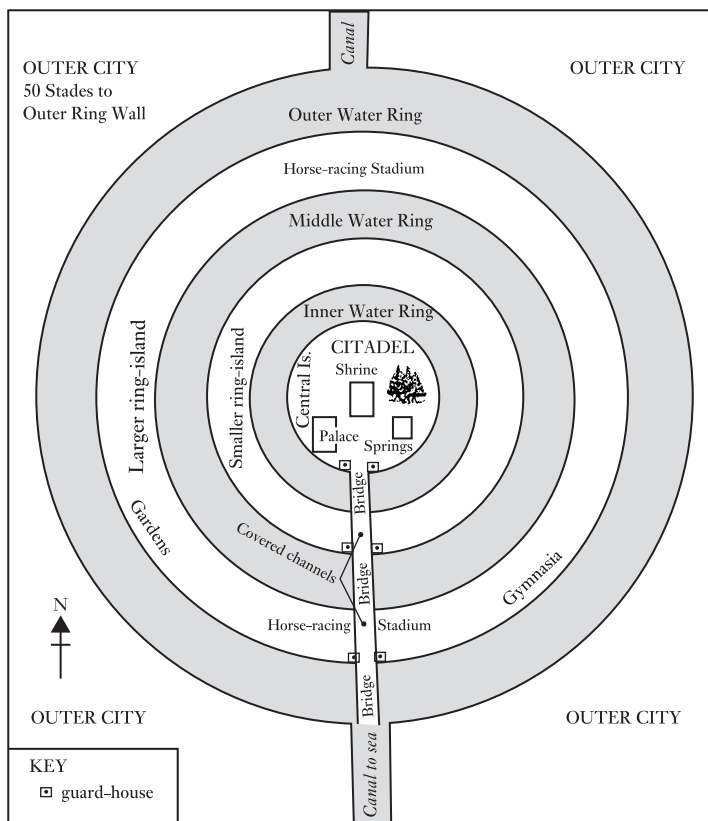 Canal
OUTER CITY
50 Stades to
Outer Ring Wall
OUTER CITY
Outer Water Ring
Horse-racing Stadium
Middle Water Ring
Inner Water Ring
Larger ring-island
Smaller ring-island
Central Is.
CITADEL
Shrine
Palace
Springs
Bridge
Gardens
Covered channels
Bridge
Gymnasia
N
Horse-racing Stadium
Bridge
OUTER CITY
OUTER CITY
Canal to sea
KEY
guard-house